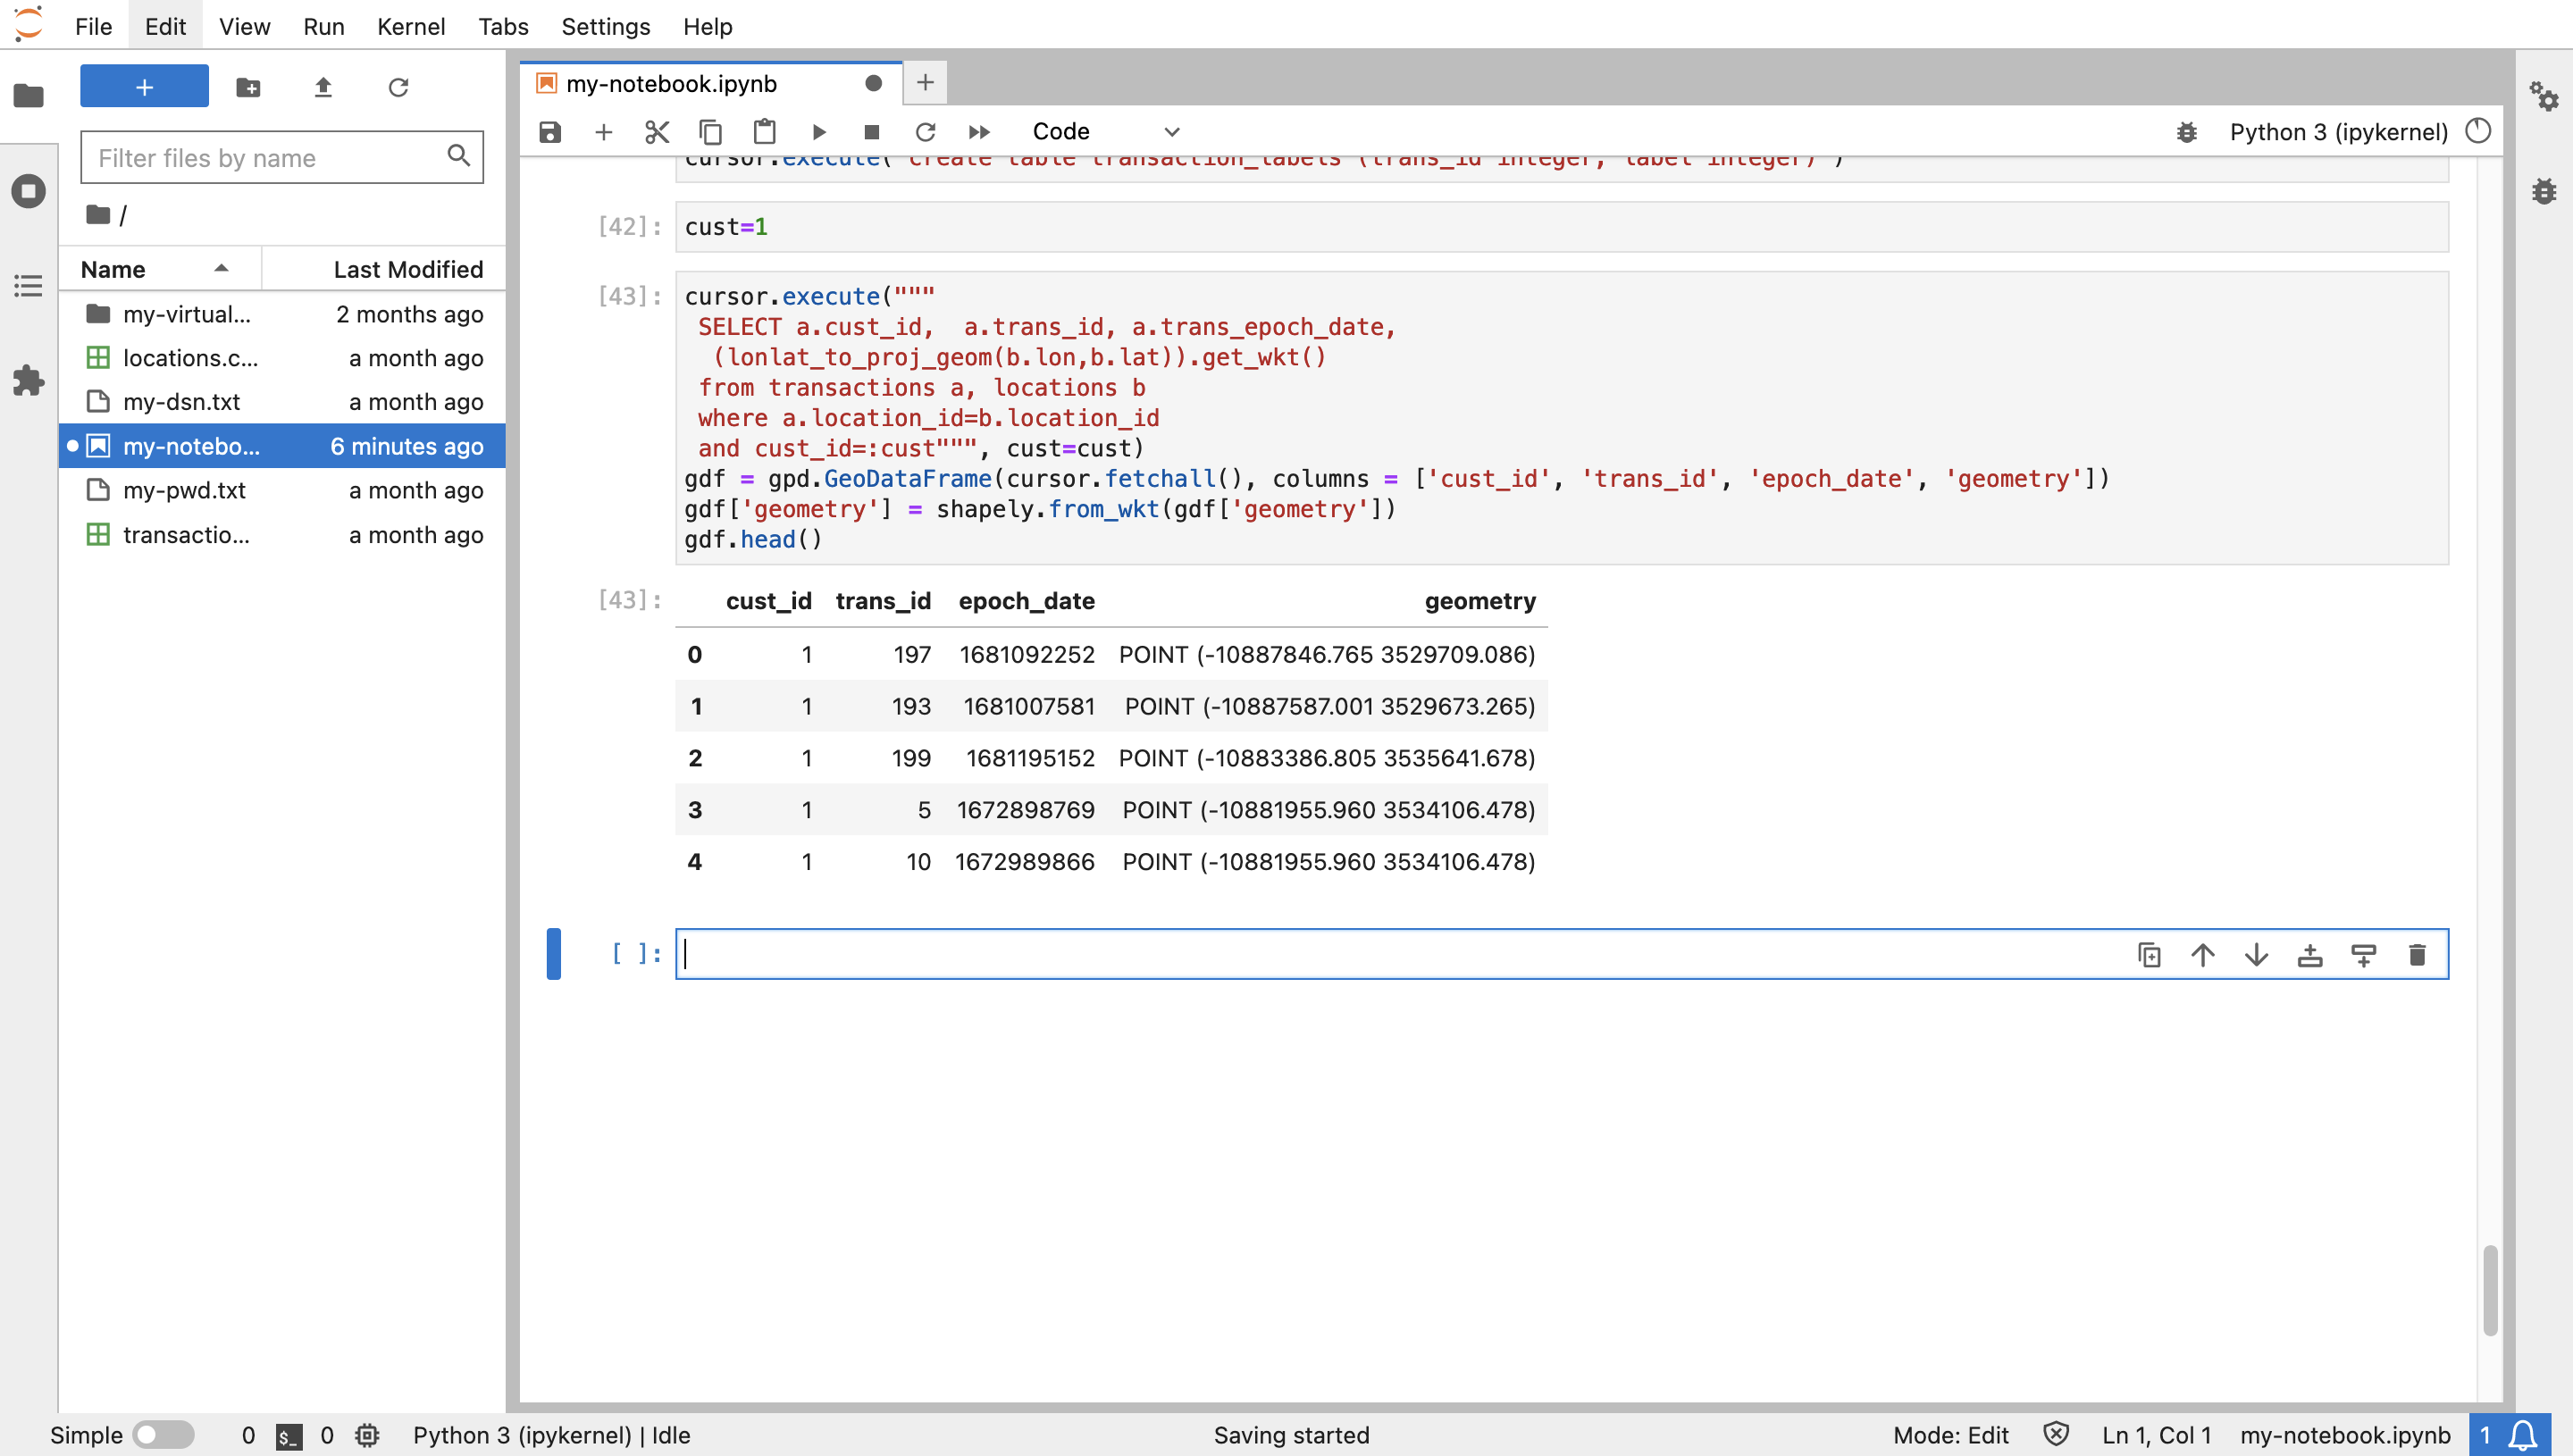 File Edit View Run Kernel Tabs Settings Help
my-notebook.ipynb
Code
Python 3 (ipykernel)
Filter files by name
/
Name Last Modified
my-virtual... 2 months ago
locations.c... a month ago
my-dsn.txt a month ago
my-notebo... 6 minutes ago
my-pwd.txt a month ago
transactio... a month ago
cursor.execute("create table transaction_labels (trans_id integer, label integer)")
[42]: cust=1
[43]: cursor.execute("""
SELECT a.cust_id,  a.trans_id, a.trans_epoch_date,
(lonlat_to_proj_geom(b.lon,b.lat)).get_wkt()
from transactions a, locations b
where a.location_id=b.location_id
and cust_id=:cust""", cust=cust)
gdf = gpd.GeoDataFrame(cursor.fetchall(), columns = ['cust_id', 'trans_id', 'epoch_date', 'geometry'])
gdf['geometry'] = shapely.from_wkt(gdf['geometry'])
gdf.head()
[43]: cust_id trans_id epoch_date geometry
0 1 197 1681092252 POINT (-10887846.765 3529709.086)
1 1 193 1681007581 POINT (-10887587.001 3529673.265)
2 1 199 1681195152 POINT (-10883386.805 3535641.678)
3 1 5 1672898769 POINT (-10881955.960 3534106.478)
4 1 10 1672989866 POINT (-10881955.960 3534106.478)
[ ]:
Simple 0 $_ 0 Python 3 (ipykernel) | Idle Saving started Mode: Edit Ln 1, Col 1 my-notebook.ipynb 1